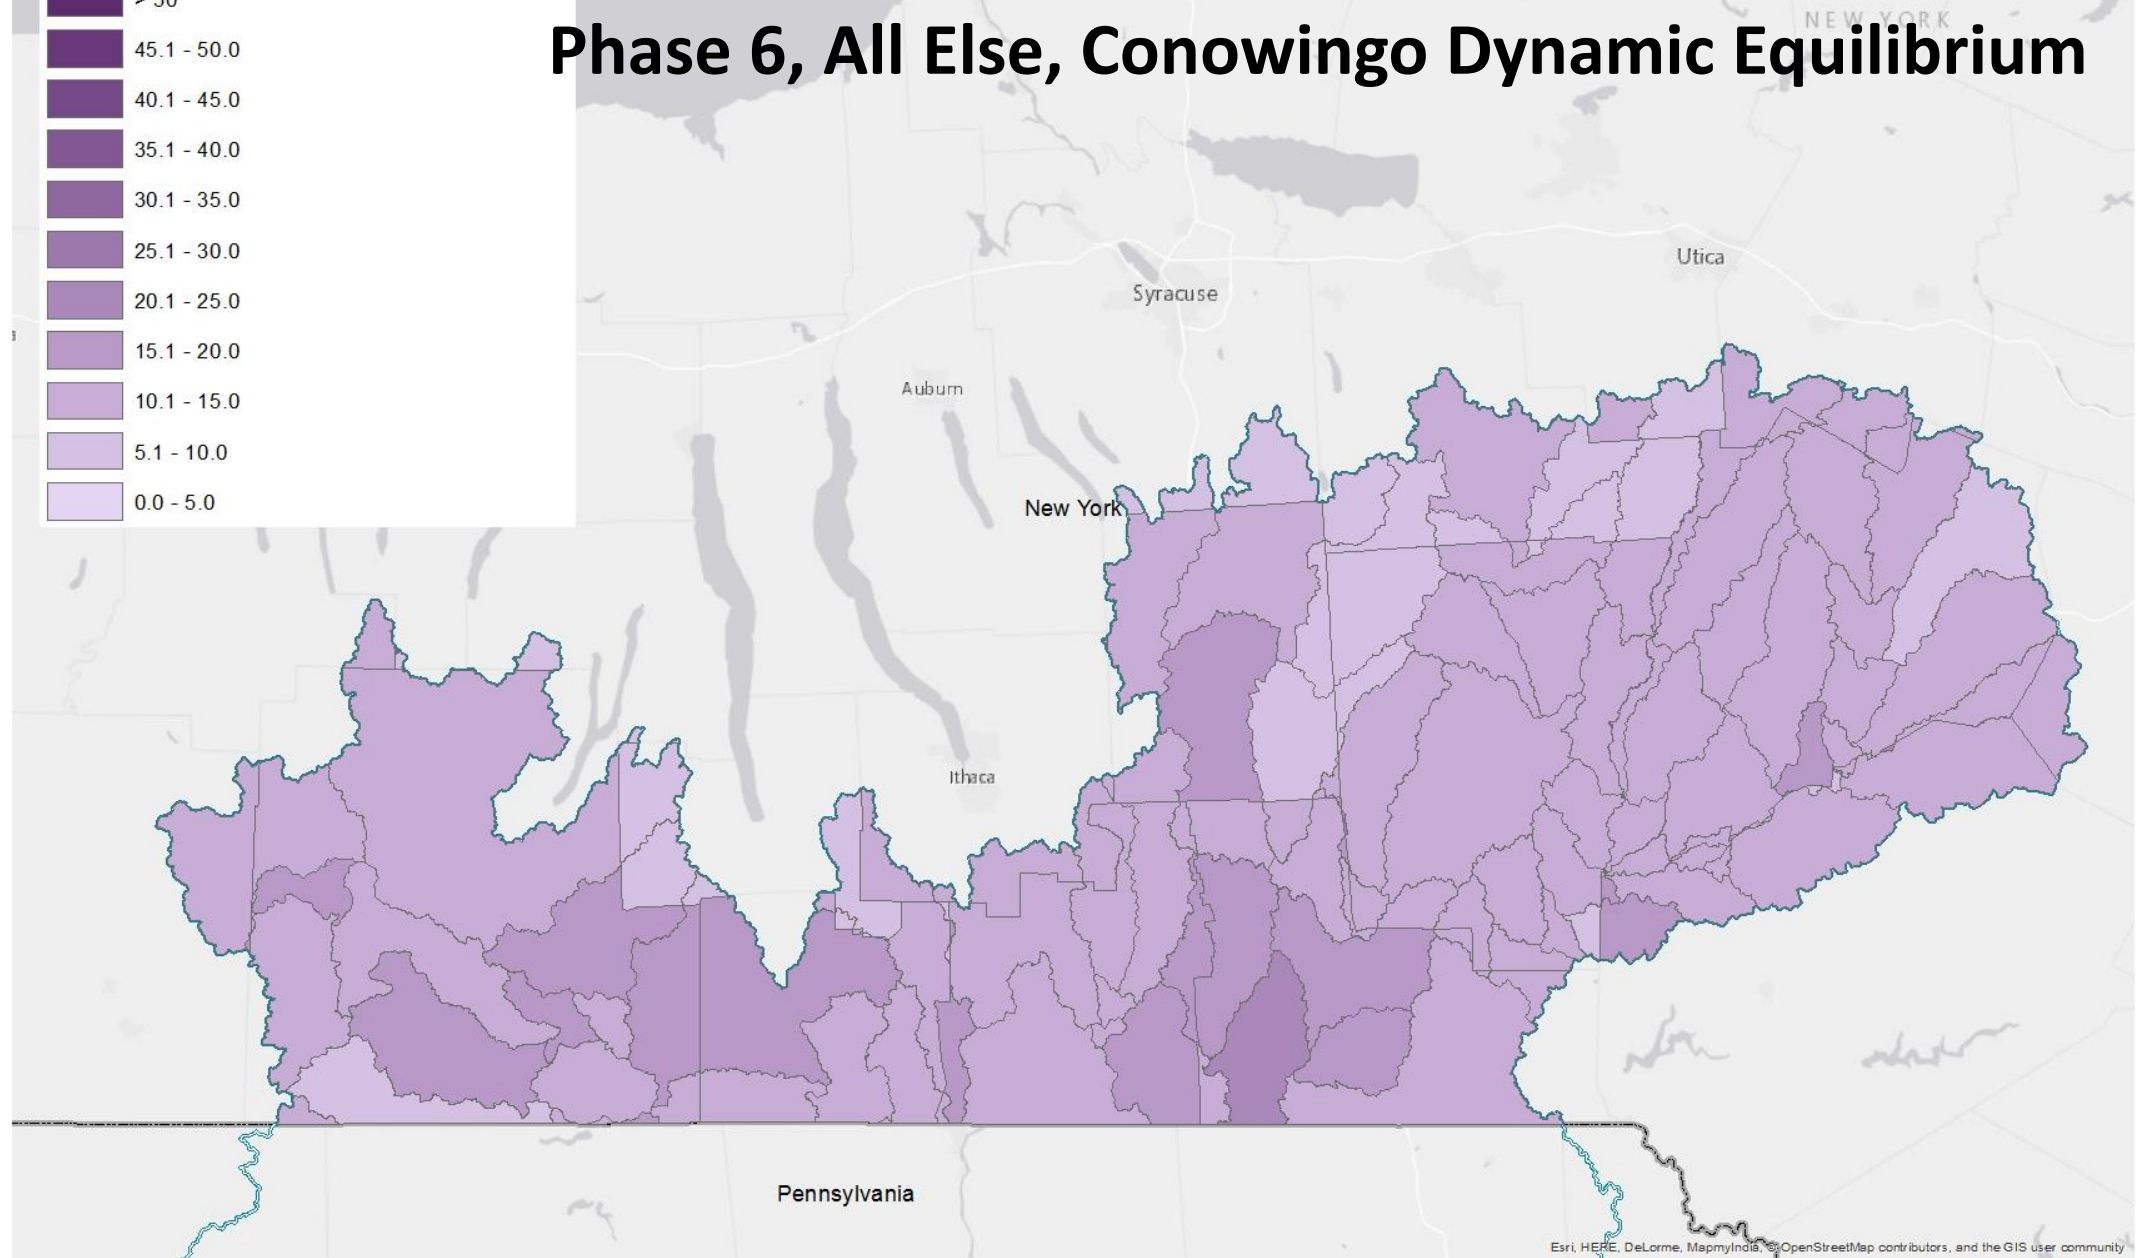 > 50
NEW YORK
Phase 6, All Else, Conowingo Dynamic Equilibrium
45.1 - 50.0
40.1 - 45.0
35.1 - 40.0
30.1 - 35.0
25.1 - 30.0
20.1 - 25.0
15.1 - 20.0
10.1 - 15.0
5.1 - 10.0
0.0 - 5.0
Utica
Syracuse
Auburn
New York
Ithaca
Pennsylvania
Esri, HERE, DeLorme, MapmyIndia, © OpenStreetMap contributors, and the GIS user community